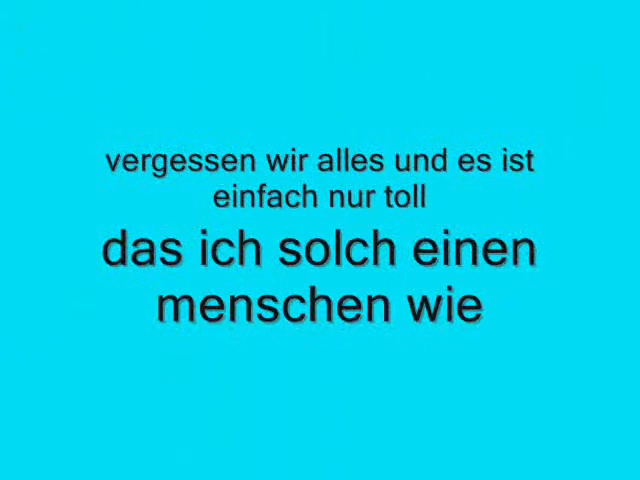 vergessen wir alles und es ist
einfach nur toll
das ich solch einen
menschen wie